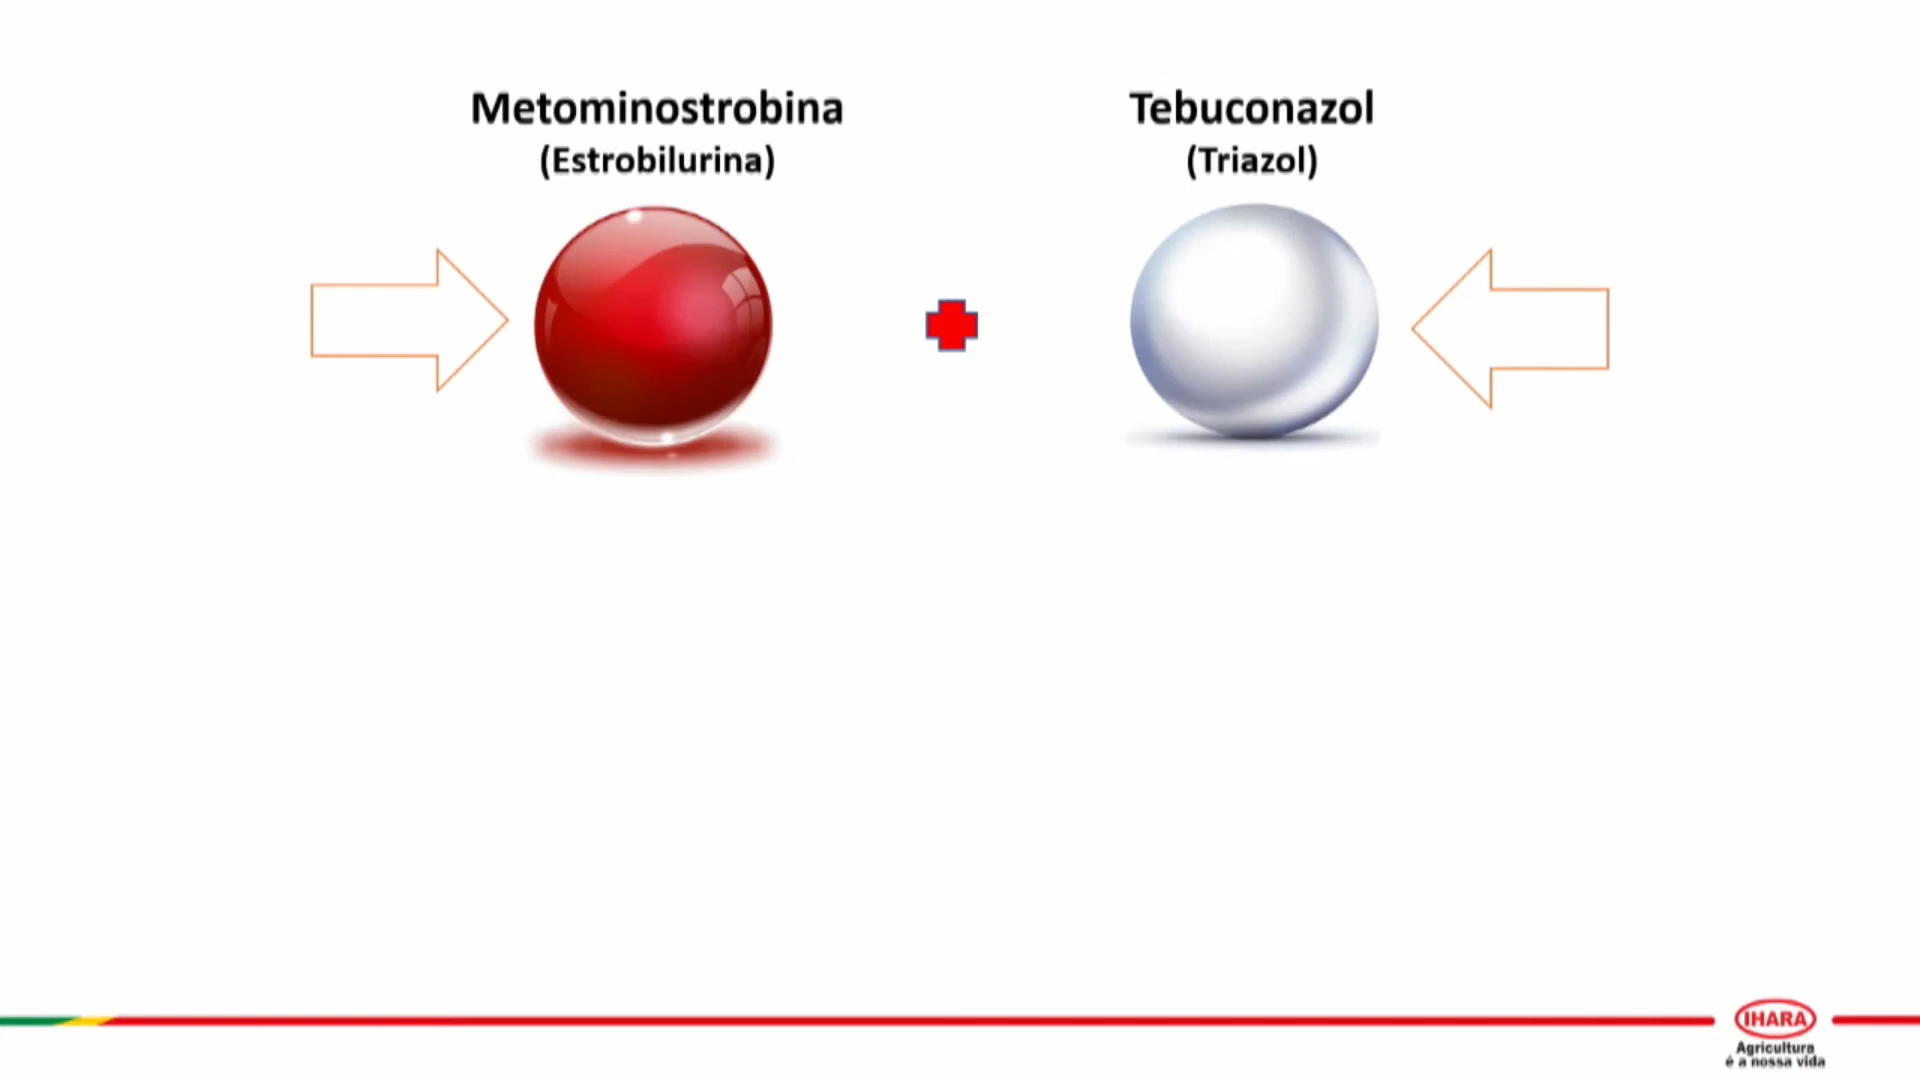 Metominostrobina
(Estrobilurina)
Tebuconazol
(Triazol)
IHARA
Agricultura
é a nossa vida